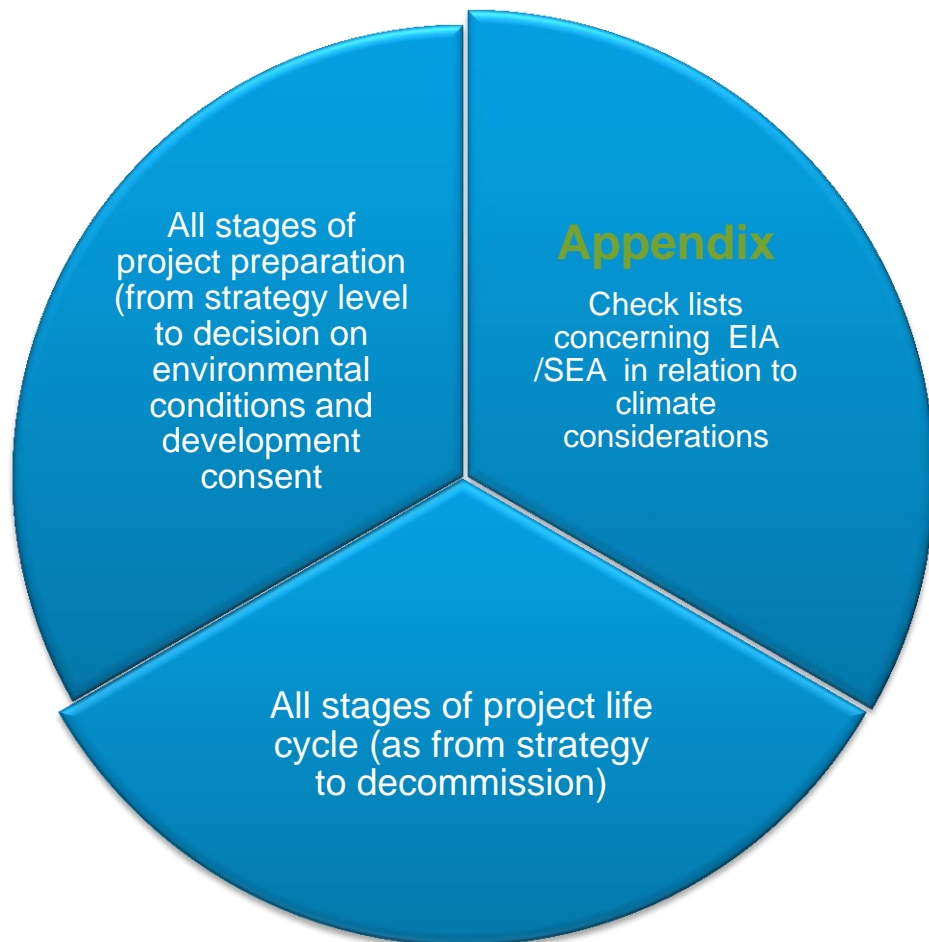 All stages of
project preparation
(from strategy level
to decision on
environmental
conditions and
development
consent
Appendix
Check lists
concerning EIA
/SEA in relation to
climate
considerations
All stages of project life
cycle (as from strategy
to decommission)